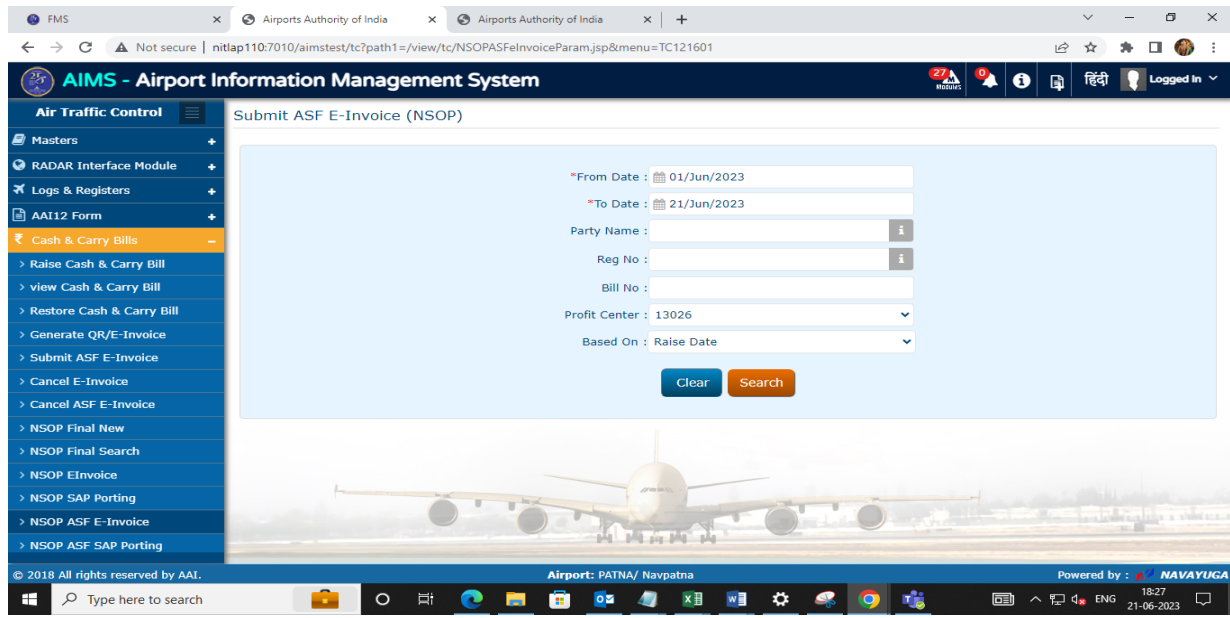 FMS
Airports Authority of India
Airports Authority of India
Not secure | nitlap110:7010/aimstest/tc?path1=/view/tc/NSOPASFeInvoiceParam.jsp&menu=TC121601
AIMS - Airport Information Management System
27
Modules
0
हिंदी
Logged In
Air Traffic Control
Submit ASF E-Invoice (NSOP)
Masters
RADAR Interface Module
Logs & Registers
AAI12 Form
Cash & Carry Bills
> Raise Cash & Carry Bill
> view Cash & Carry Bill
> Restore Cash & Carry Bill
> Generate QR/E-Invoice
> Submit ASF E-Invoice
> Cancel E-Invoice
> Cancel ASF E-Invoice
> NSOP Final New
> NSOP Final Search
> NSOP EInvoice
> NSOP SAP Porting
> NSOP ASF E-Invoice
> NSOP ASF SAP Porting
*From Date : 01/Jun/2023
*To Date : 21/Jun/2023
Party Name :
Reg No :
Bill No :
Profit Center : 13026
Based On : Raise Date
Clear
Search
© 2018 All rights reserved by AAI.
Airport: PATNA/ Navpatna
Powered by : NAVAYUGA
Type here to search
ENG
18:27
21-06-2023